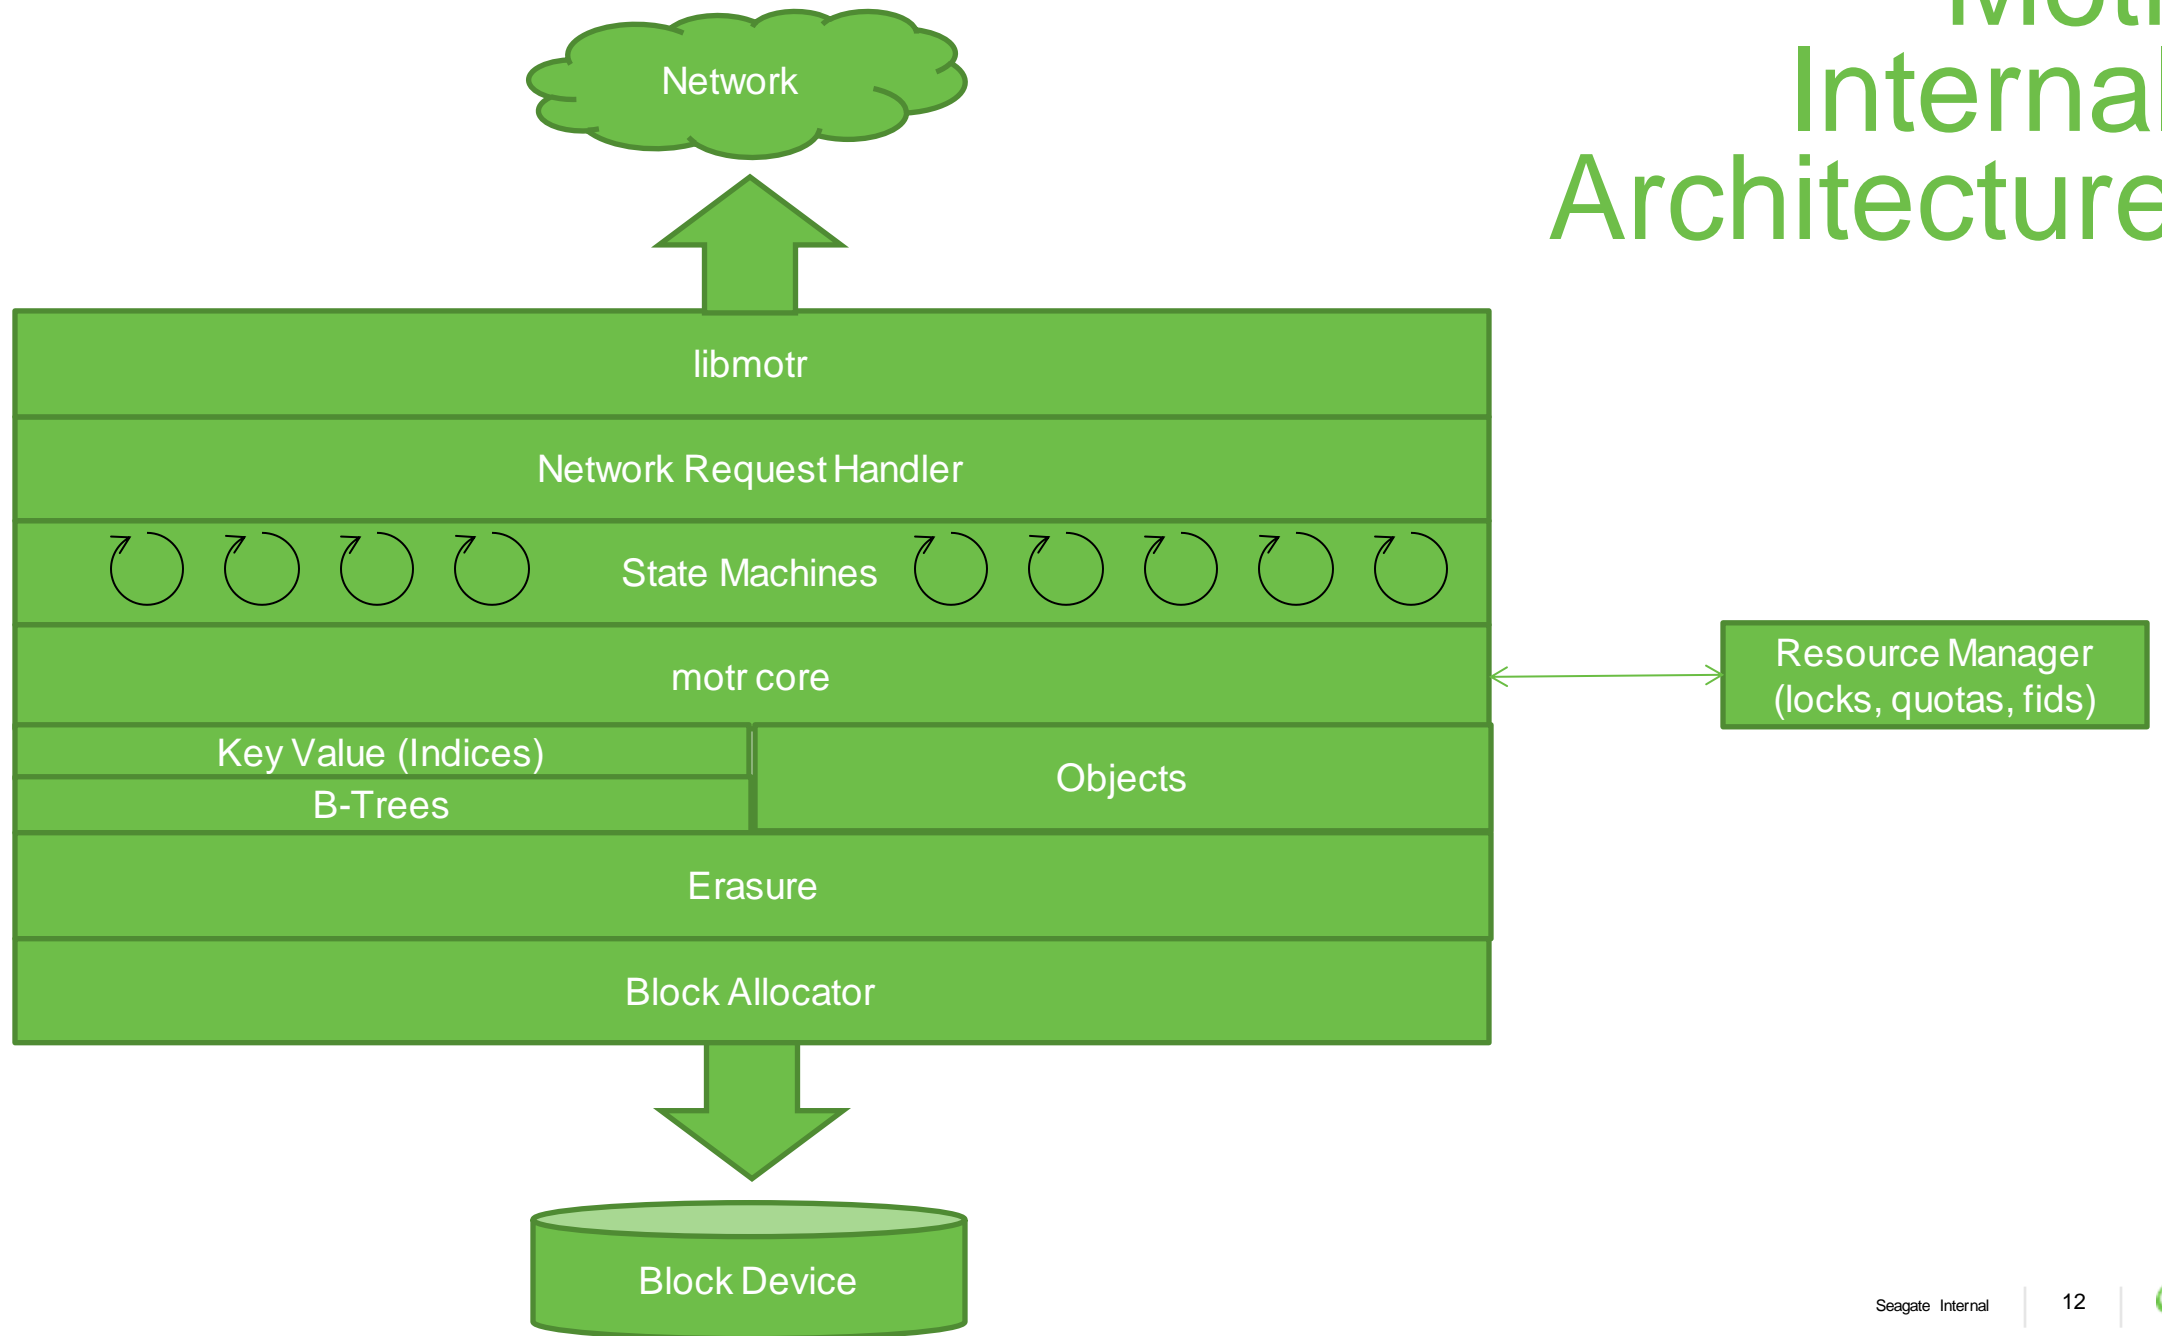 Motr
Internal
Architecture
Network
libmotr
Network Request Handler
State Machines
motr core
Resource Manager
(locks, quotas, fids)
Key Value (Indices)
Objects
B-Trees
Erasure
Block Allocator
Block Device
Seagate Internal
12